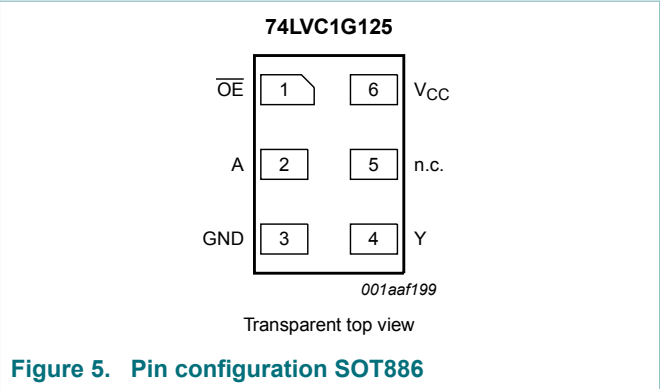 74LVC1G125
OE 1 6 VCC
A 2 5 n.c.
GND 3 4 Y
001aaf199
Transparent top view
Figure 5. Pin configuration SOT886